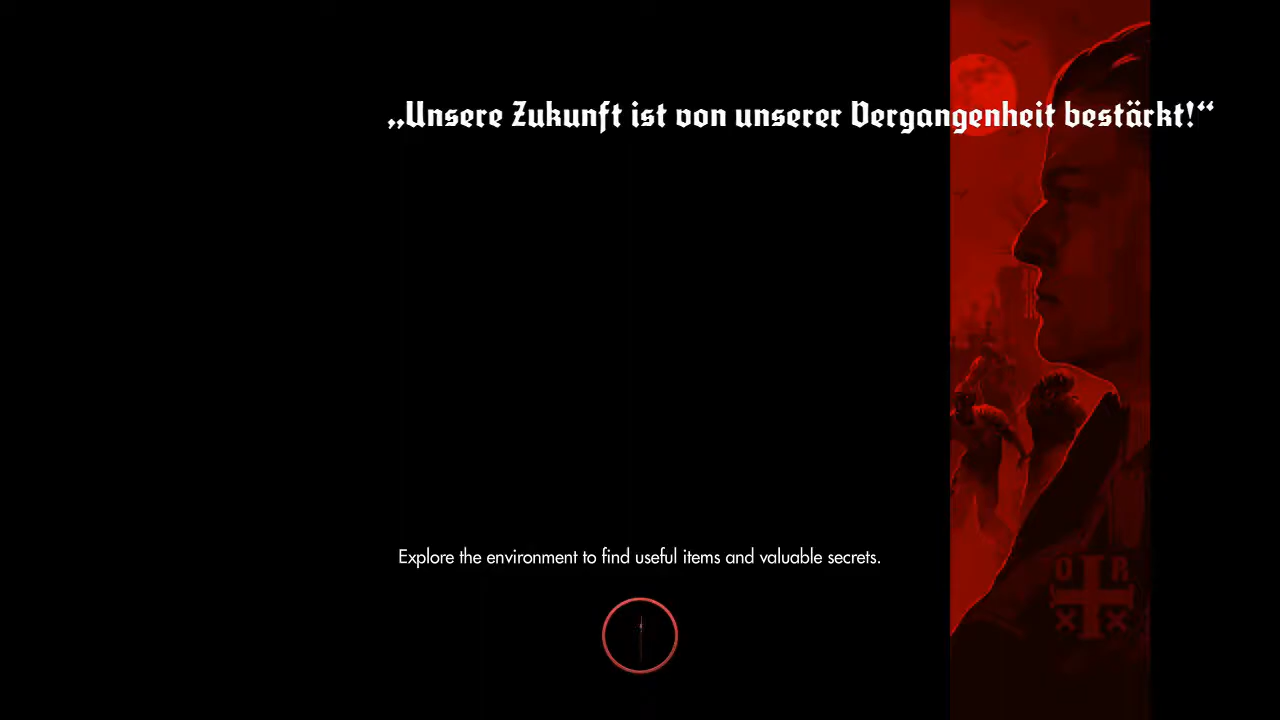 „Unsere Zukunft ist von unserer Vergangenheit bestärkt!“
Explore the environment to find useful items and valuable secrets.
O R
X X